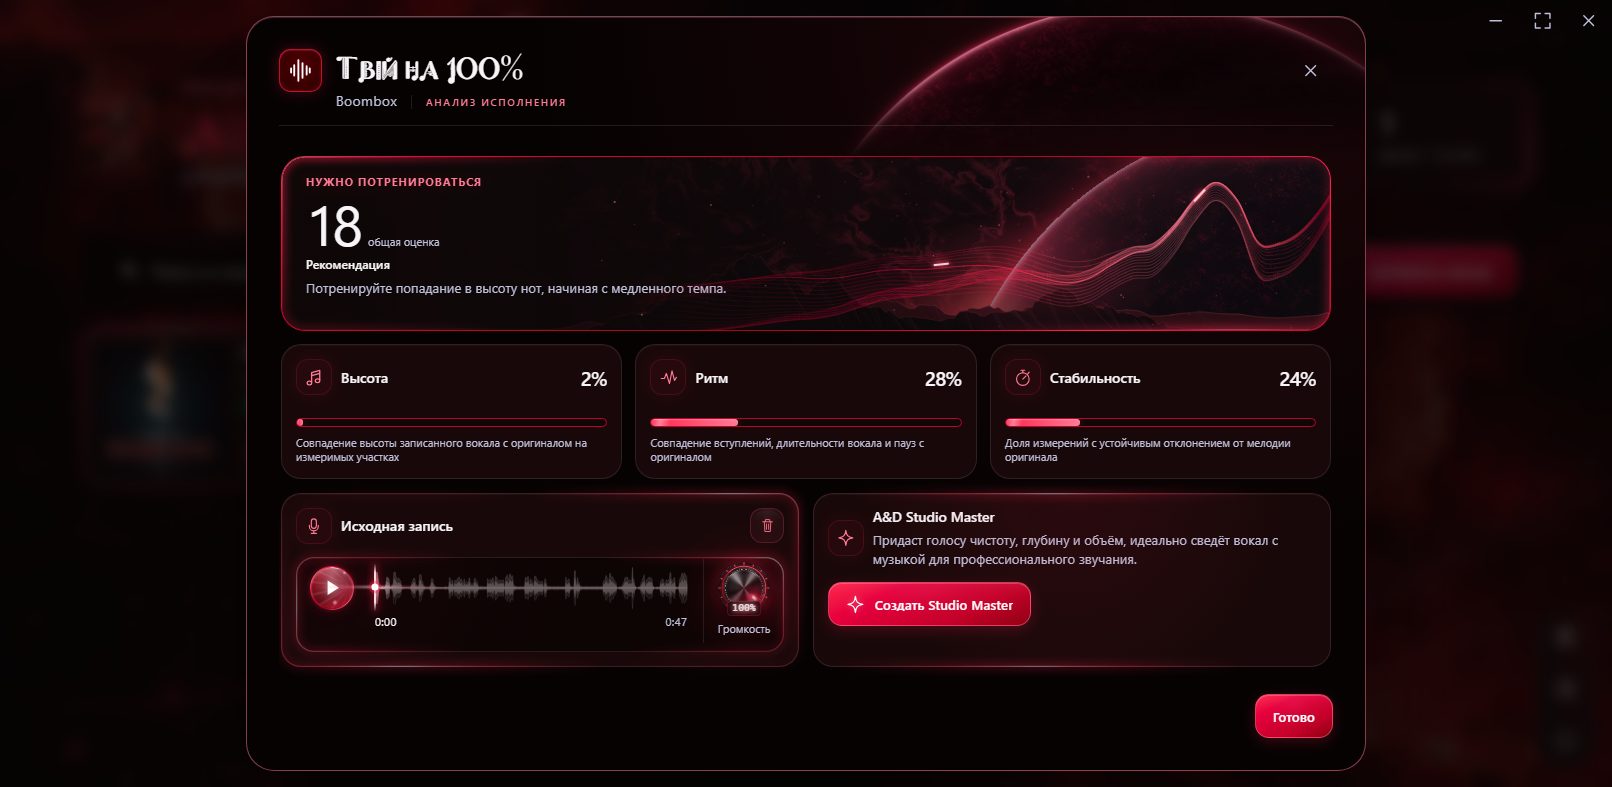 Твій на 100%
Boombox
АНАЛИЗ ИСПОЛНЕНИЯ
НУЖНО ПОТРЕНИРОВАТЬСЯ
18 общая оценка
Рекомендация
Потренируйте попадание в высоту нот, начиная с медленного темпа.
Высота 2%
Совпадение высоты записанного вокала с оригиналом на
измеримых участках
Ритм 28%
Совпадение вступлений, длительности вокала и пауз с
оригиналом
Стабильность 24%
Доля измерений с устойчивым отклонением от мелодии
оригинала
Исходная запись
0:00 0:47
100%
Громкость
A&D Studio Master
Придаст голосу чистоту, глубину и объём, идеально сведёт вокал с
музыкой для профессионального звучания.
Создать Studio Master
Готово